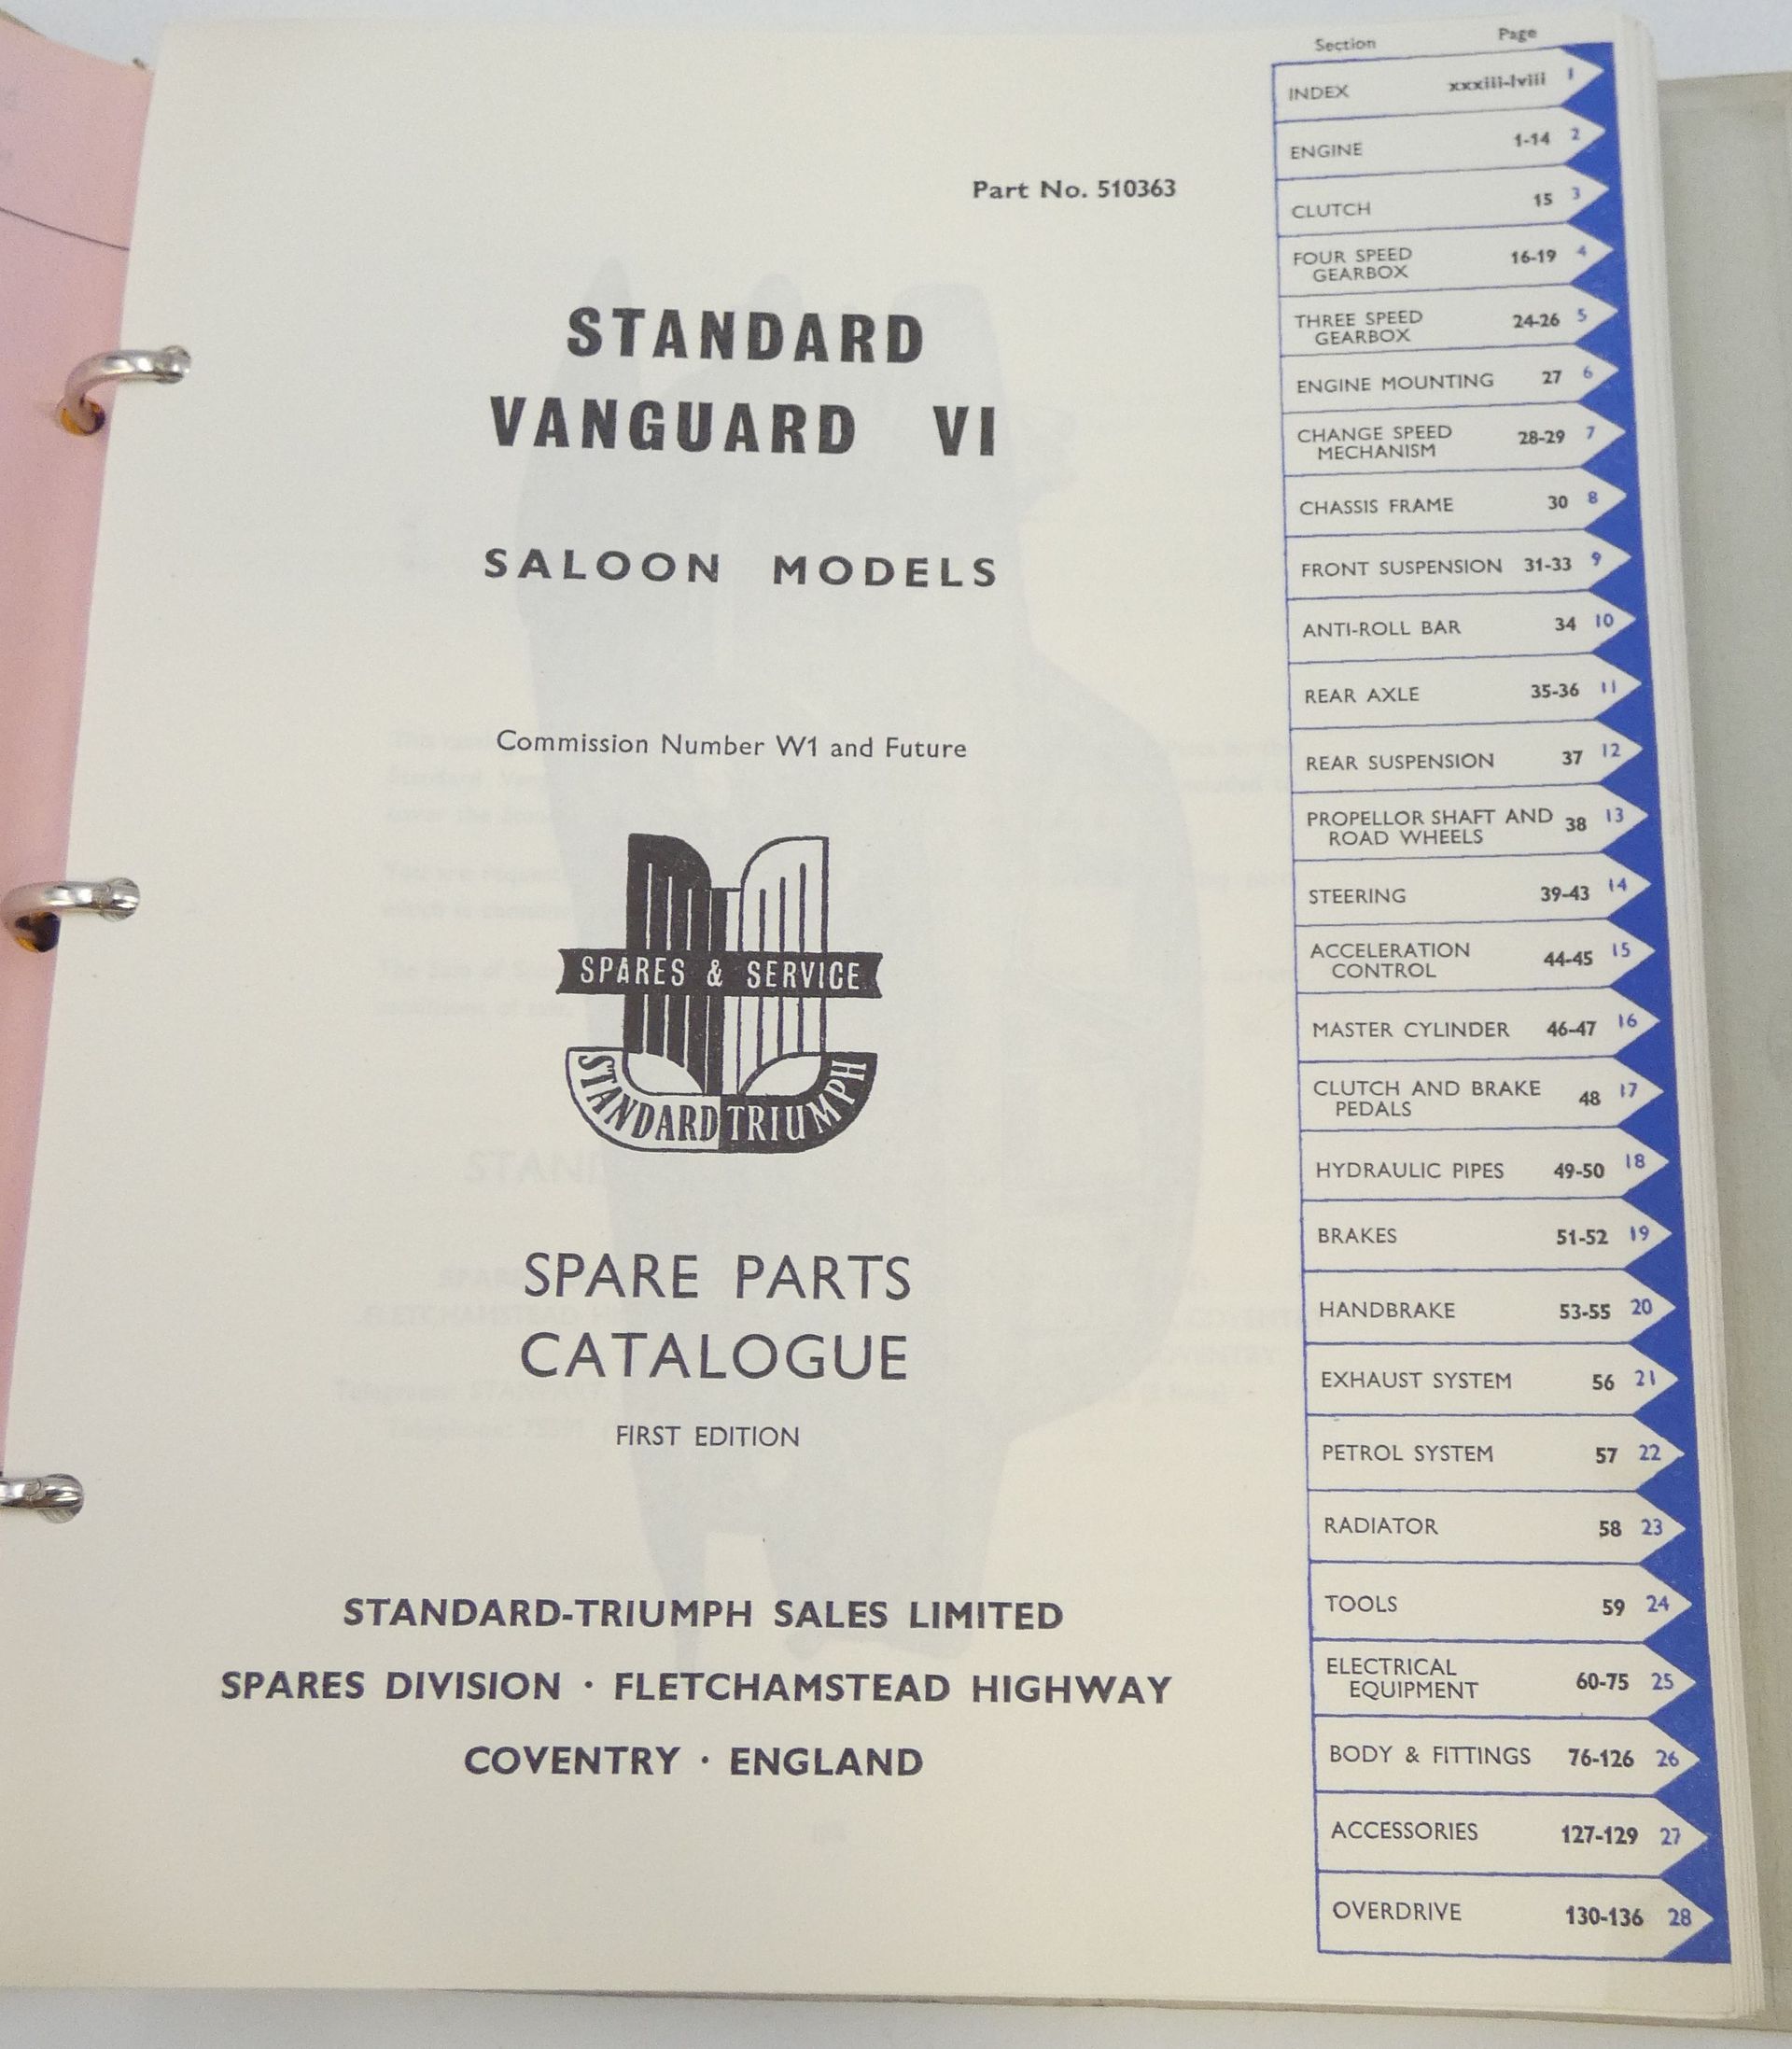 Part No. 510363
STANDARD
VANGUARD VI
SALOON MODELS
Commission Number W1 and Future
SPARES & SERVICE
STANDARD TRIUMPH
SPARE PARTS
CATALOGUE
FIRST EDITION
STANDARD-TRIUMPH SALES LIMITED
SPARES DIVISION · FLETCHAMSTEAD HIGHWAY
COVENTRY · ENGLAND
Section Page
INDEX xxxiii-lviii 1
ENGINE 1-14 2
CLUTCH 15 3
FOUR SPEED
GEARBOX 16-19 4
THREE SPEED
GEARBOX 24-26 5
ENGINE MOUNTING 27 6
CHANGE SPEED
MECHANISM 28-29 7
CHASSIS FRAME 30 8
FRONT SUSPENSION 31-33 9
ANTI-ROLL BAR 34 10
REAR AXLE 35-36 11
REAR SUSPENSION 37 12
PROPELLOR SHAFT AND
ROAD WHEELS 38 13
STEERING 39-43 14
ACCELERATION
CONTROL 44-45 15
MASTER CYLINDER 46-47 16
CLUTCH AND BRAKE
PEDALS 48 17
HYDRAULIC PIPES 49-50 18
BRAKES 51-52 19
HANDBRAKE 53-55 20
EXHAUST SYSTEM 56 21
PETROL SYSTEM 57 22
RADIATOR 58 23
TOOLS 59 24
ELECTRICAL
EQUIPMENT 60-75 25
BODY & FITTINGS 76-126 26
ACCESSORIES 127-129 27
OVERDRIVE 130-136 28